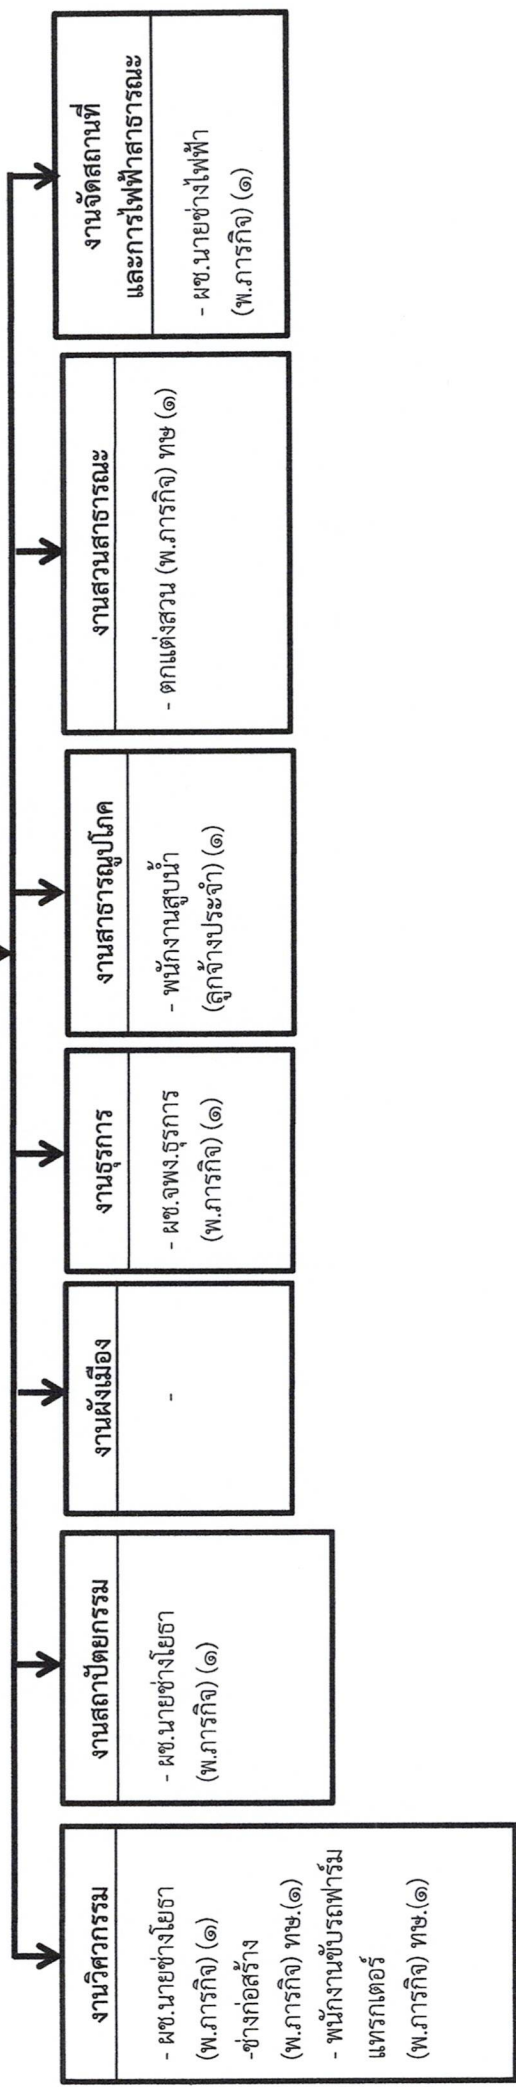 งานวิศวกรรม
- ผช.นายช่างโยธา
(พ.ภารกิจ) (๑)
-ช่างก่อสร้าง
(พ.ภารกิจ) ทษ.(๑)
- พนักงานขับรถฟาร์ม
แทรกเตอร์
(พ.ภารกิจ) ทษ.(๑)
งานสถาปัตยกรรม
- ผช.นายช่างโยธา
(พ.ภารกิจ) (๑)
งานผังเมือง
-
งานธุรการ
- ผช.จพง.ธุรการ
(พ.ภารกิจ) (๑)
งานสาธารณูปโภค
- พนักงานสูบน้ำ
(ลูกจ้างประจำ) (๑)
งานสวนสาธารณะ
- ตกแต่งสวน (พ.ภารกิจ) ทษ (๑)
งานจัดสถานที่
และการไฟฟ้าสาธารณะ
- ผช.นายช่างไฟฟ้า
(พ.ภารกิจ) (๑)